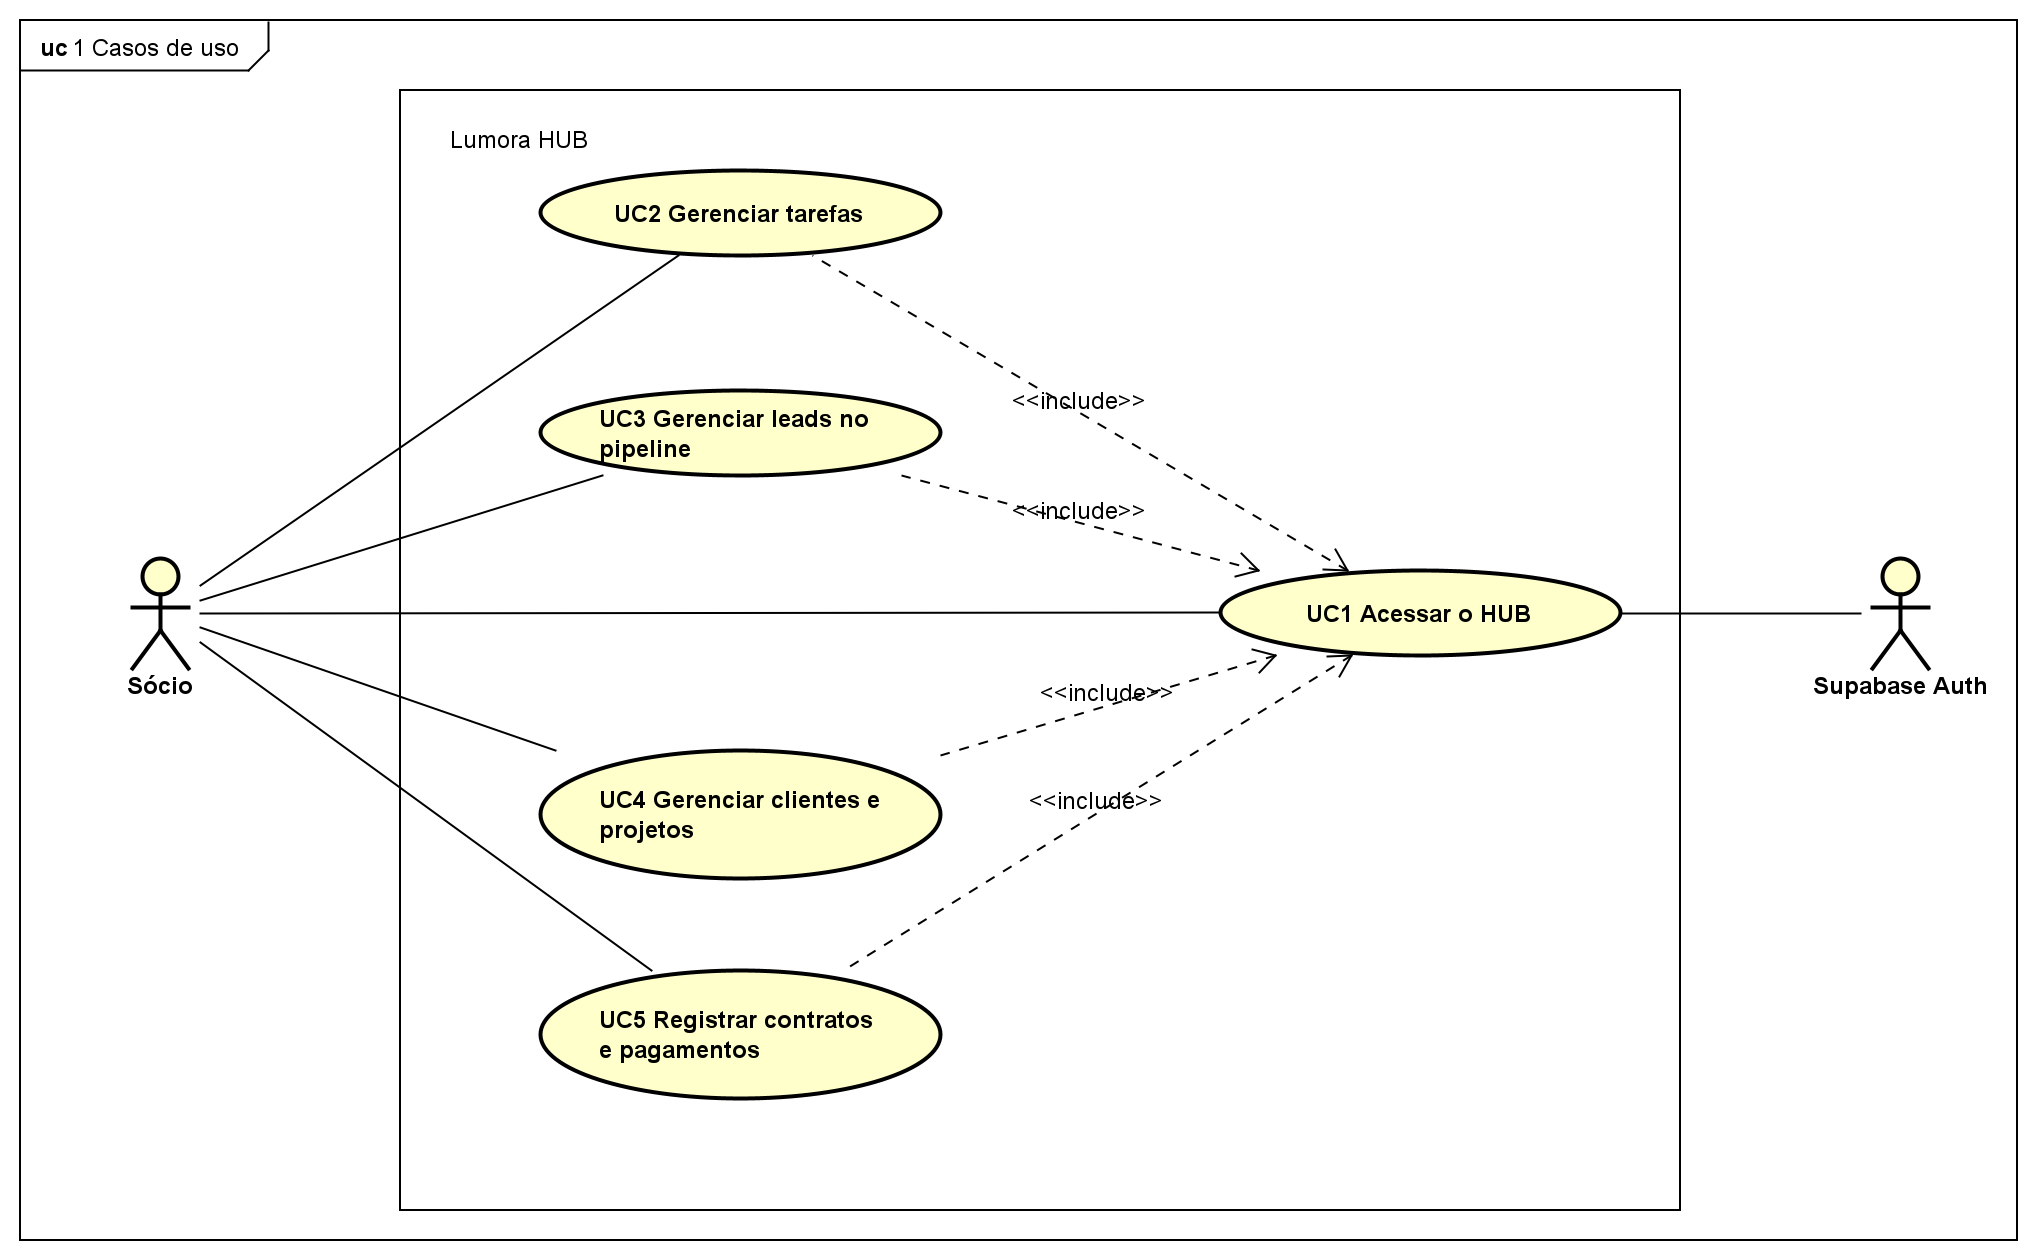 uc 1 Casos de uso
Lumora HUB
UC2 Gerenciar tarefas
<<include>>
UC3 Gerenciar leads no
pipeline
<<include>>
UC1 Acessar o HUB
Sócio
Supabase Auth
<<include>>
UC4 Gerenciar clientes e
projetos
<<include>>
UC5 Registrar contratos
e pagamentos